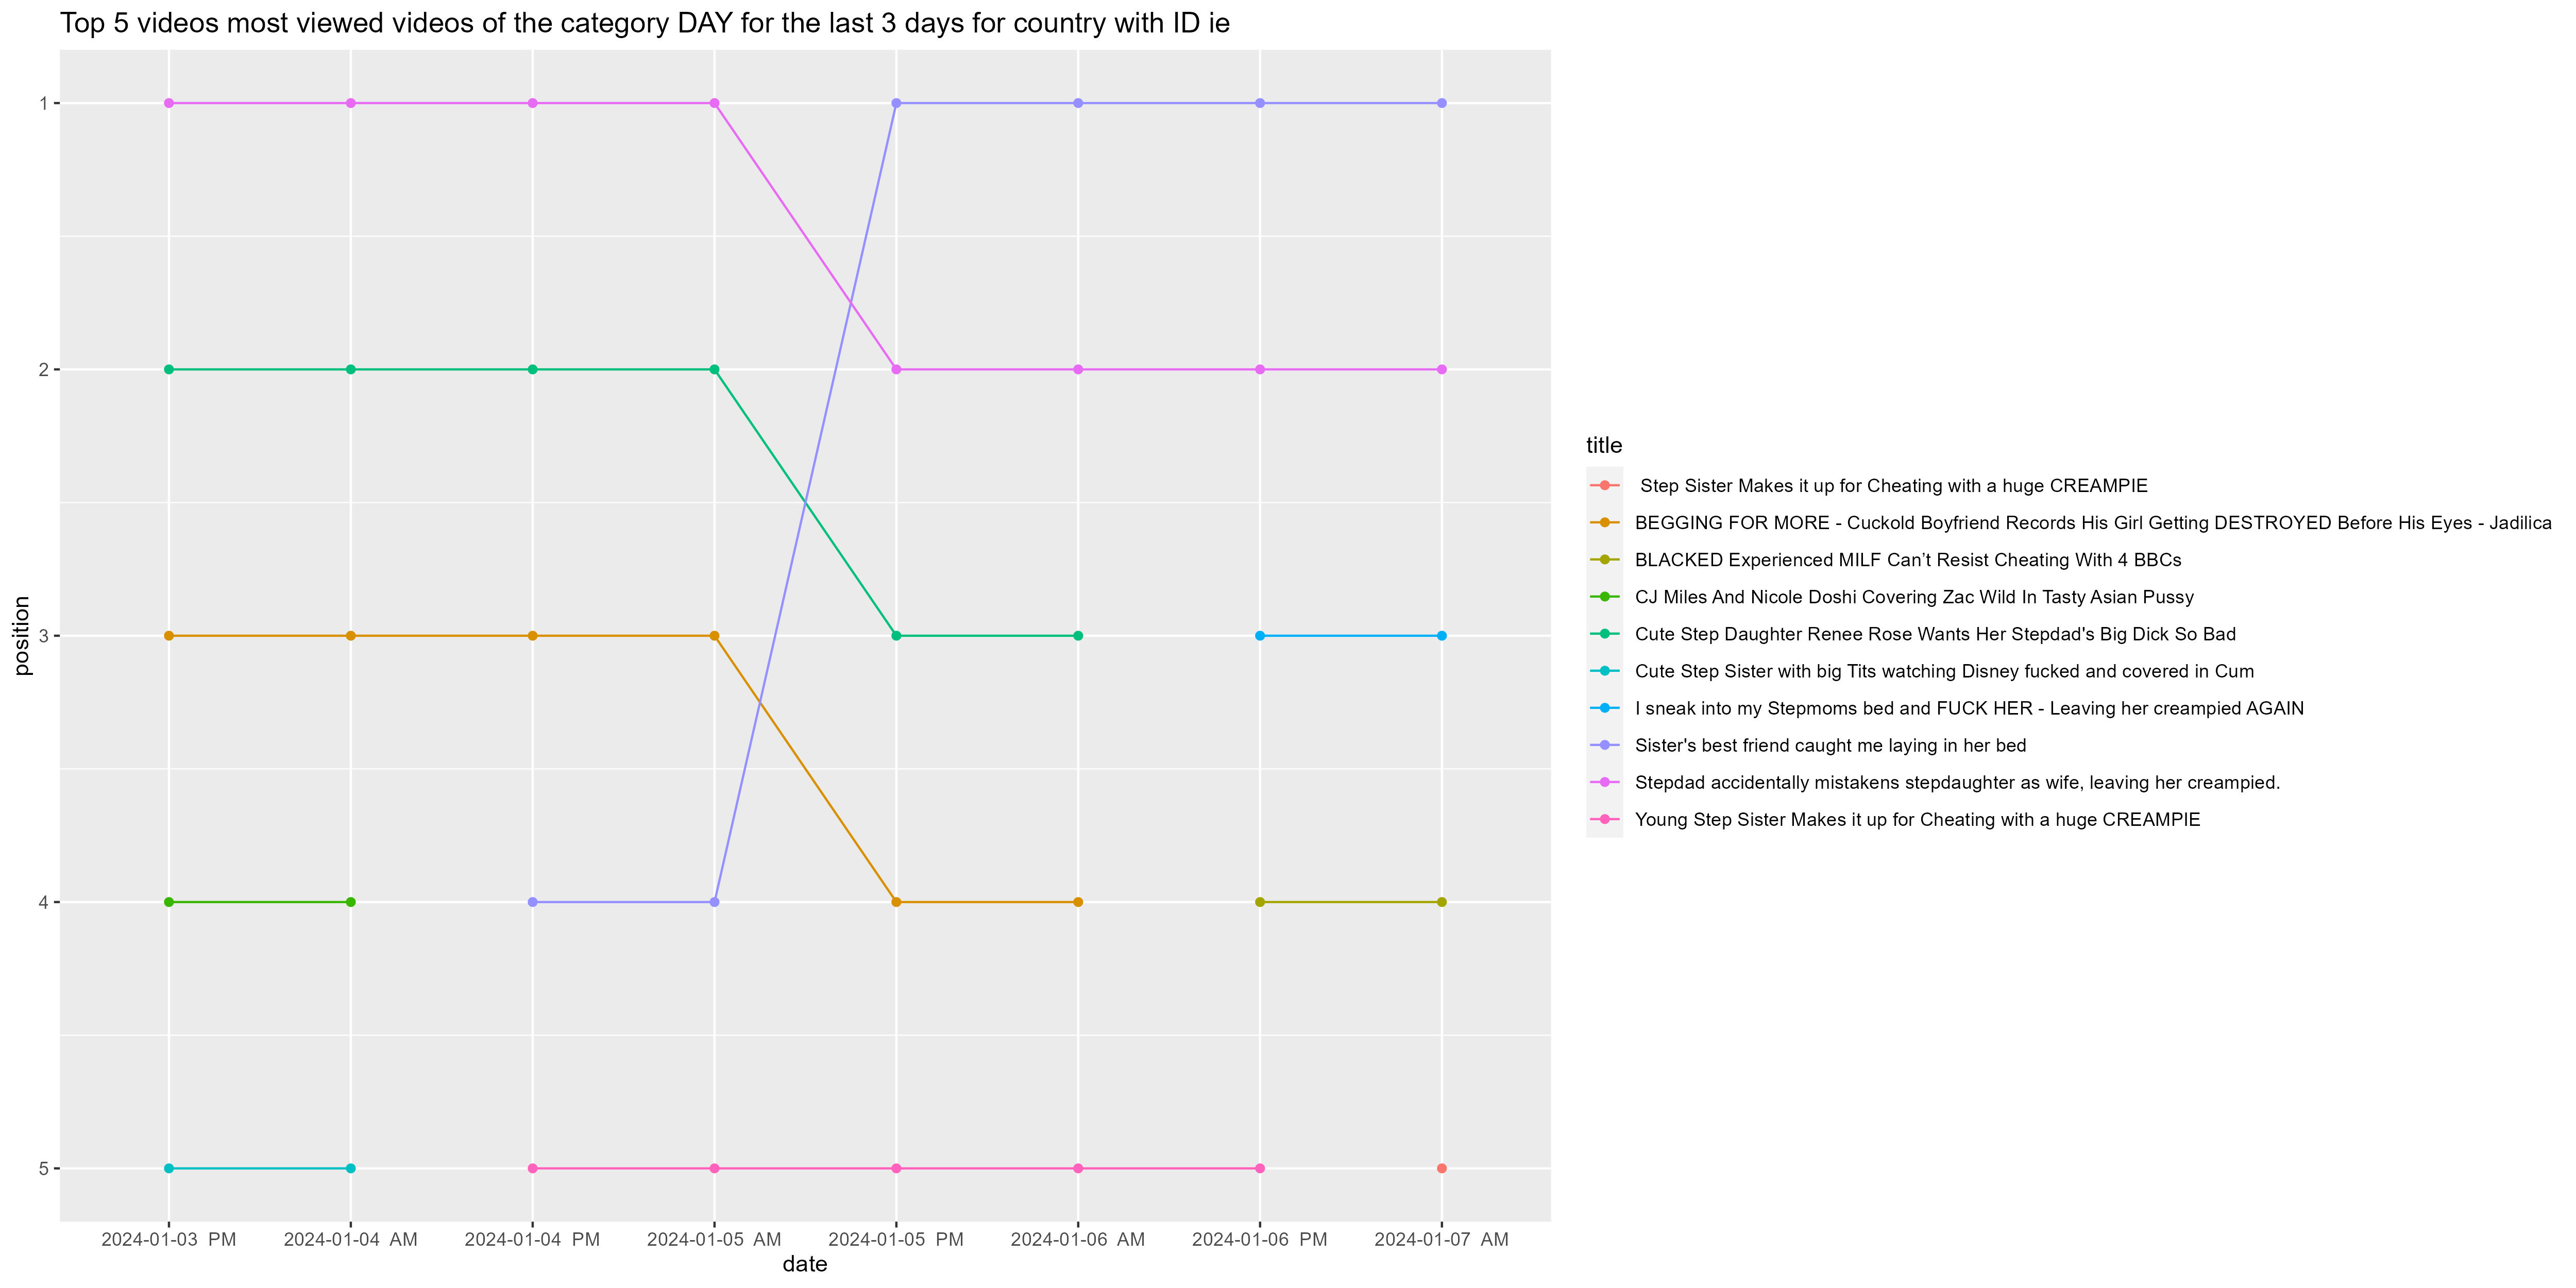 Top 5 videos most viewed videos of the category DAY for the last 3 days for country with ID ie
position
1
2
3
4
5
2024-01-03 PM
2024-01-04 AM
2024-01-04 PM
2024-01-05 AM
2024-01-05 PM
2024-01-06 AM
2024-01-06 PM
2024-01-07 AM
date
title
Step Sister Makes it up for Cheating with a huge CREAMPIE
BEGGING FOR MORE - Cuckold Boyfriend Records His Girl Getting DESTROYED Before His Eyes - Jadilica
BLACKED Experienced MILF Can’t Resist Cheating With 4 BBCs
CJ Miles And Nicole Doshi Covering Zac Wild In Tasty Asian Pussy
Cute Step Daughter Renee Rose Wants Her Stepdad's Big Dick So Bad
Cute Step Sister with big Tits watching Disney fucked and covered in Cum
I sneak into my Stepmoms bed and FUCK HER - Leaving her creampied AGAIN
Sister's best friend caught me laying in her bed
Stepdad accidentally mistakens stepdaughter as wife, leaving her creampied.
Young Step Sister Makes it up for Cheating with a huge CREAMPIE